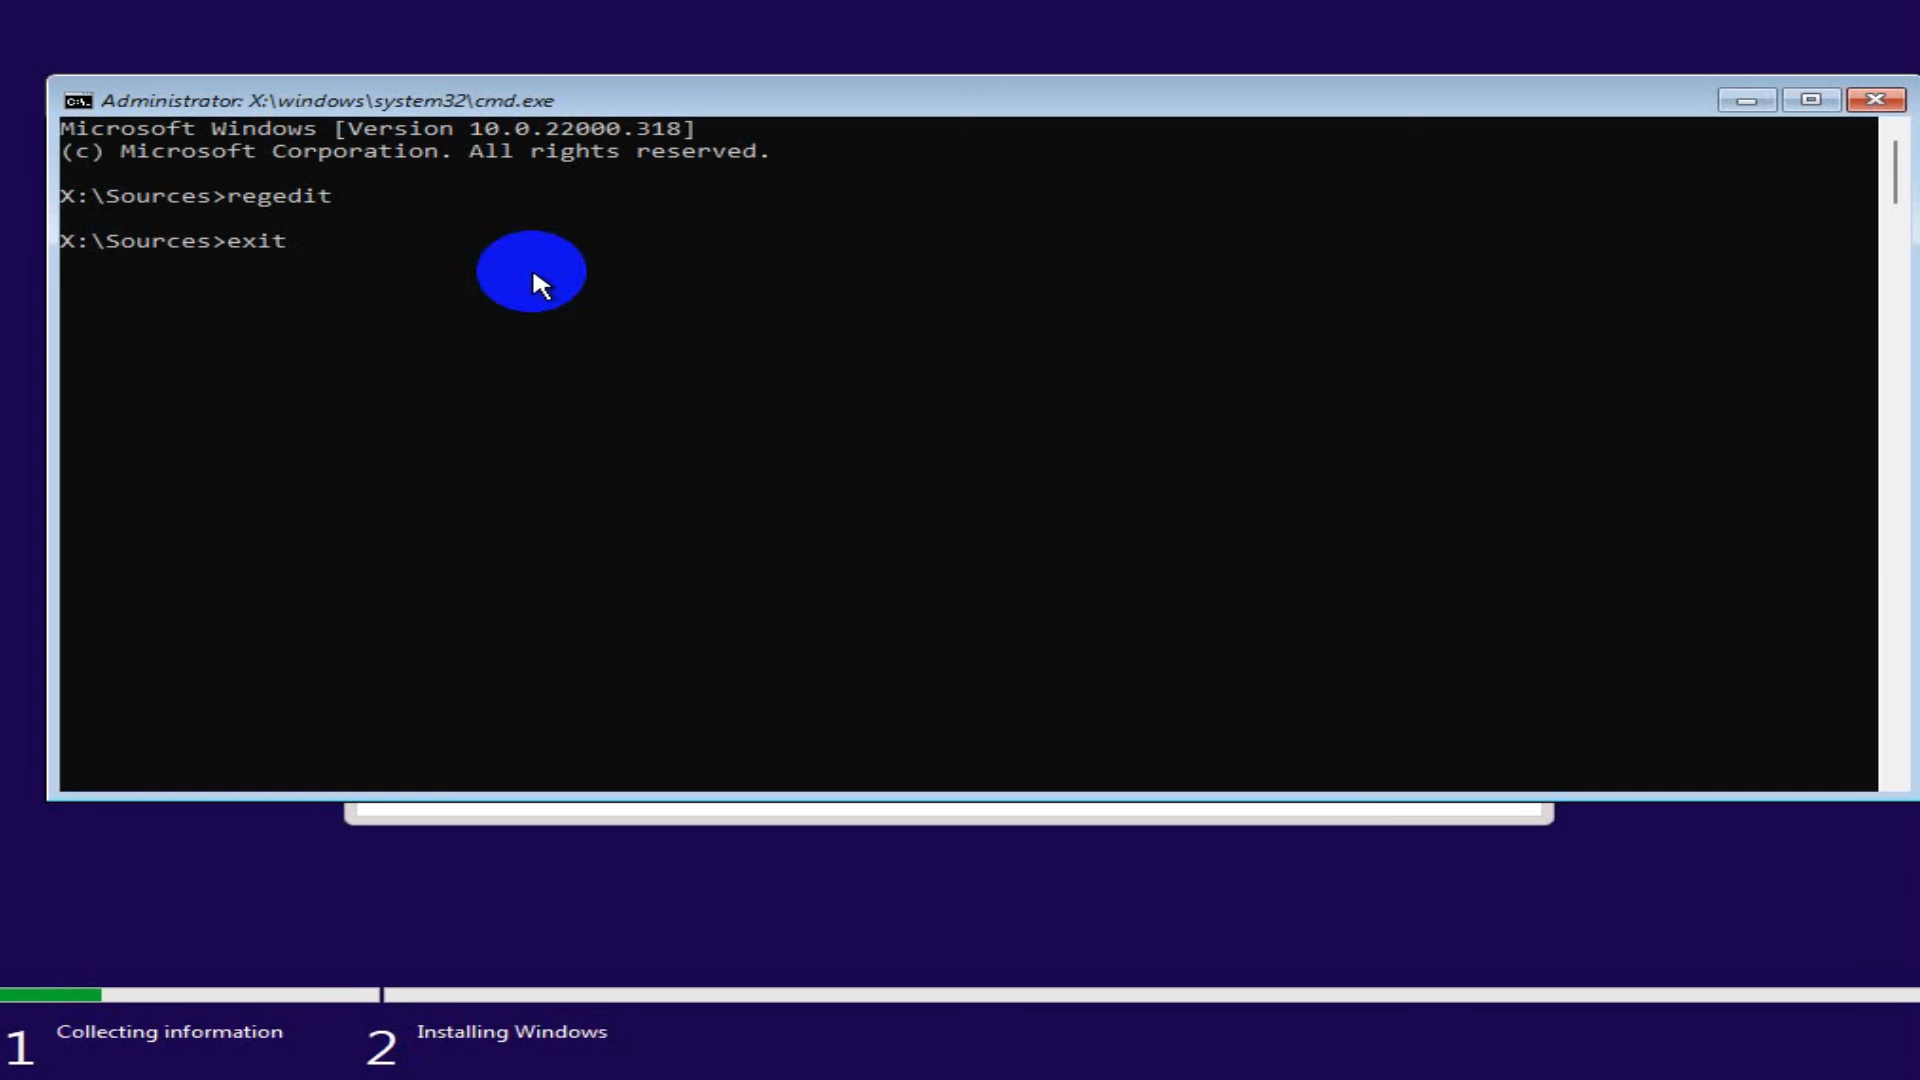 Administrator: X:\windows\system32\cmd.exe
Microsoft Windows [Version 10.0.22000.318]
(c) Microsoft Corporation. All rights reserved.
X:\Sources>regedit
X:\Sources>exit
1 Collecting information 2 Installing Windows